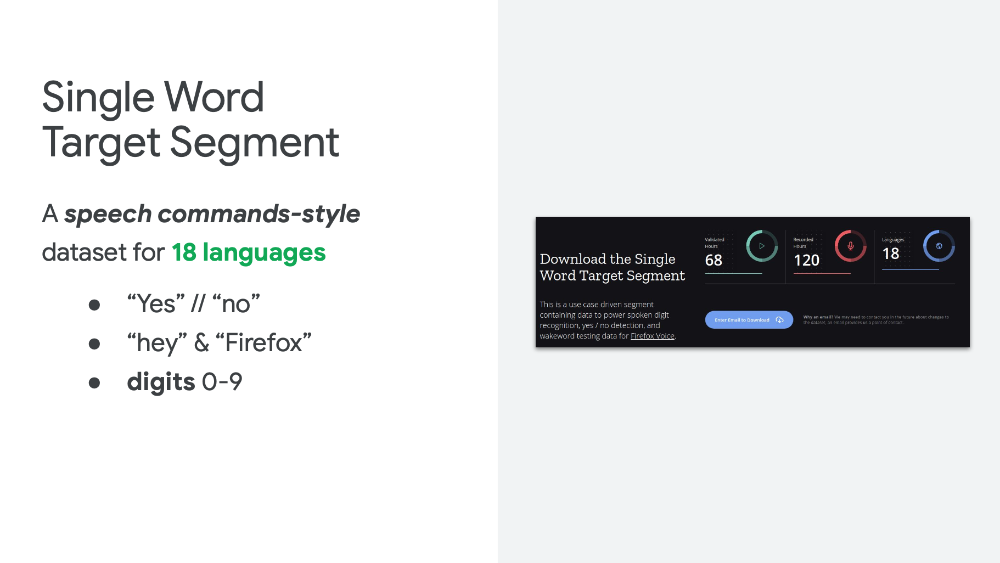 Single Word
Target Segment
A speech commands-style
dataset for 18 languages
● “Yes” // “no”
● “hey” & “Firefox”
● digits 0-9
Download the Single
Word Target Segment
This is a use case driven segment
containing data to power spoken digit
recognition, yes / no detection, and
wakeword testing data for Firefox Voice.
Validated
Hours
68
Recorded
Hours
120
Languages
18
Enter Email to Download
Why an email? We may need to contact you in the future about changes to
the dataset, an email provides us a point of contact.